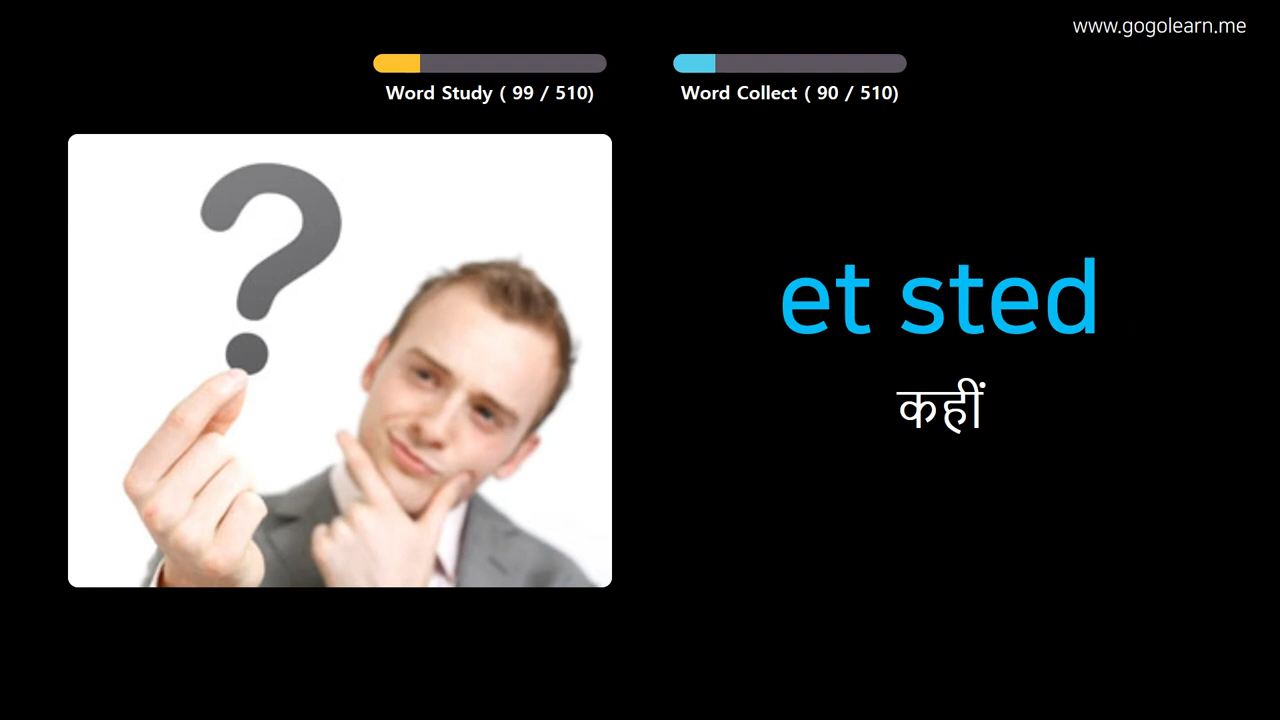 www.gogolearn.me
Word Study ( 99 / 510)
Word Collect ( 90 / 510)
et sted
कहीं